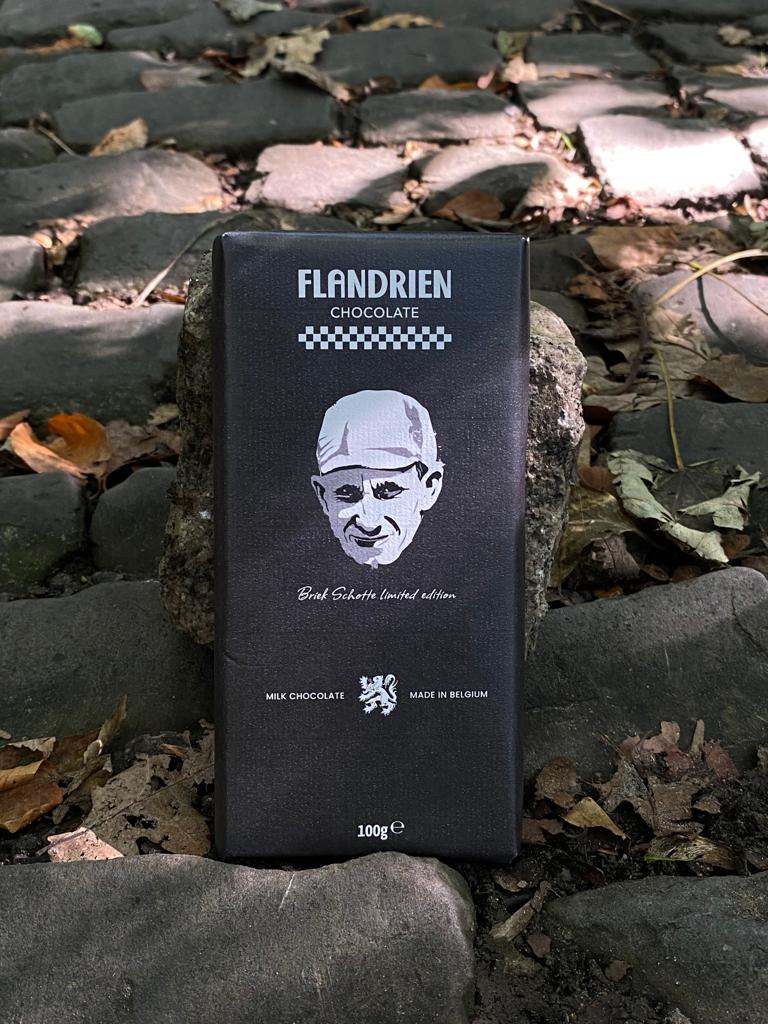 FLANDRIEN
CHOCOLATE
Briek Schotte limited edition
MILK CHOCOLATE MADE IN BELGIUM
100g ℮